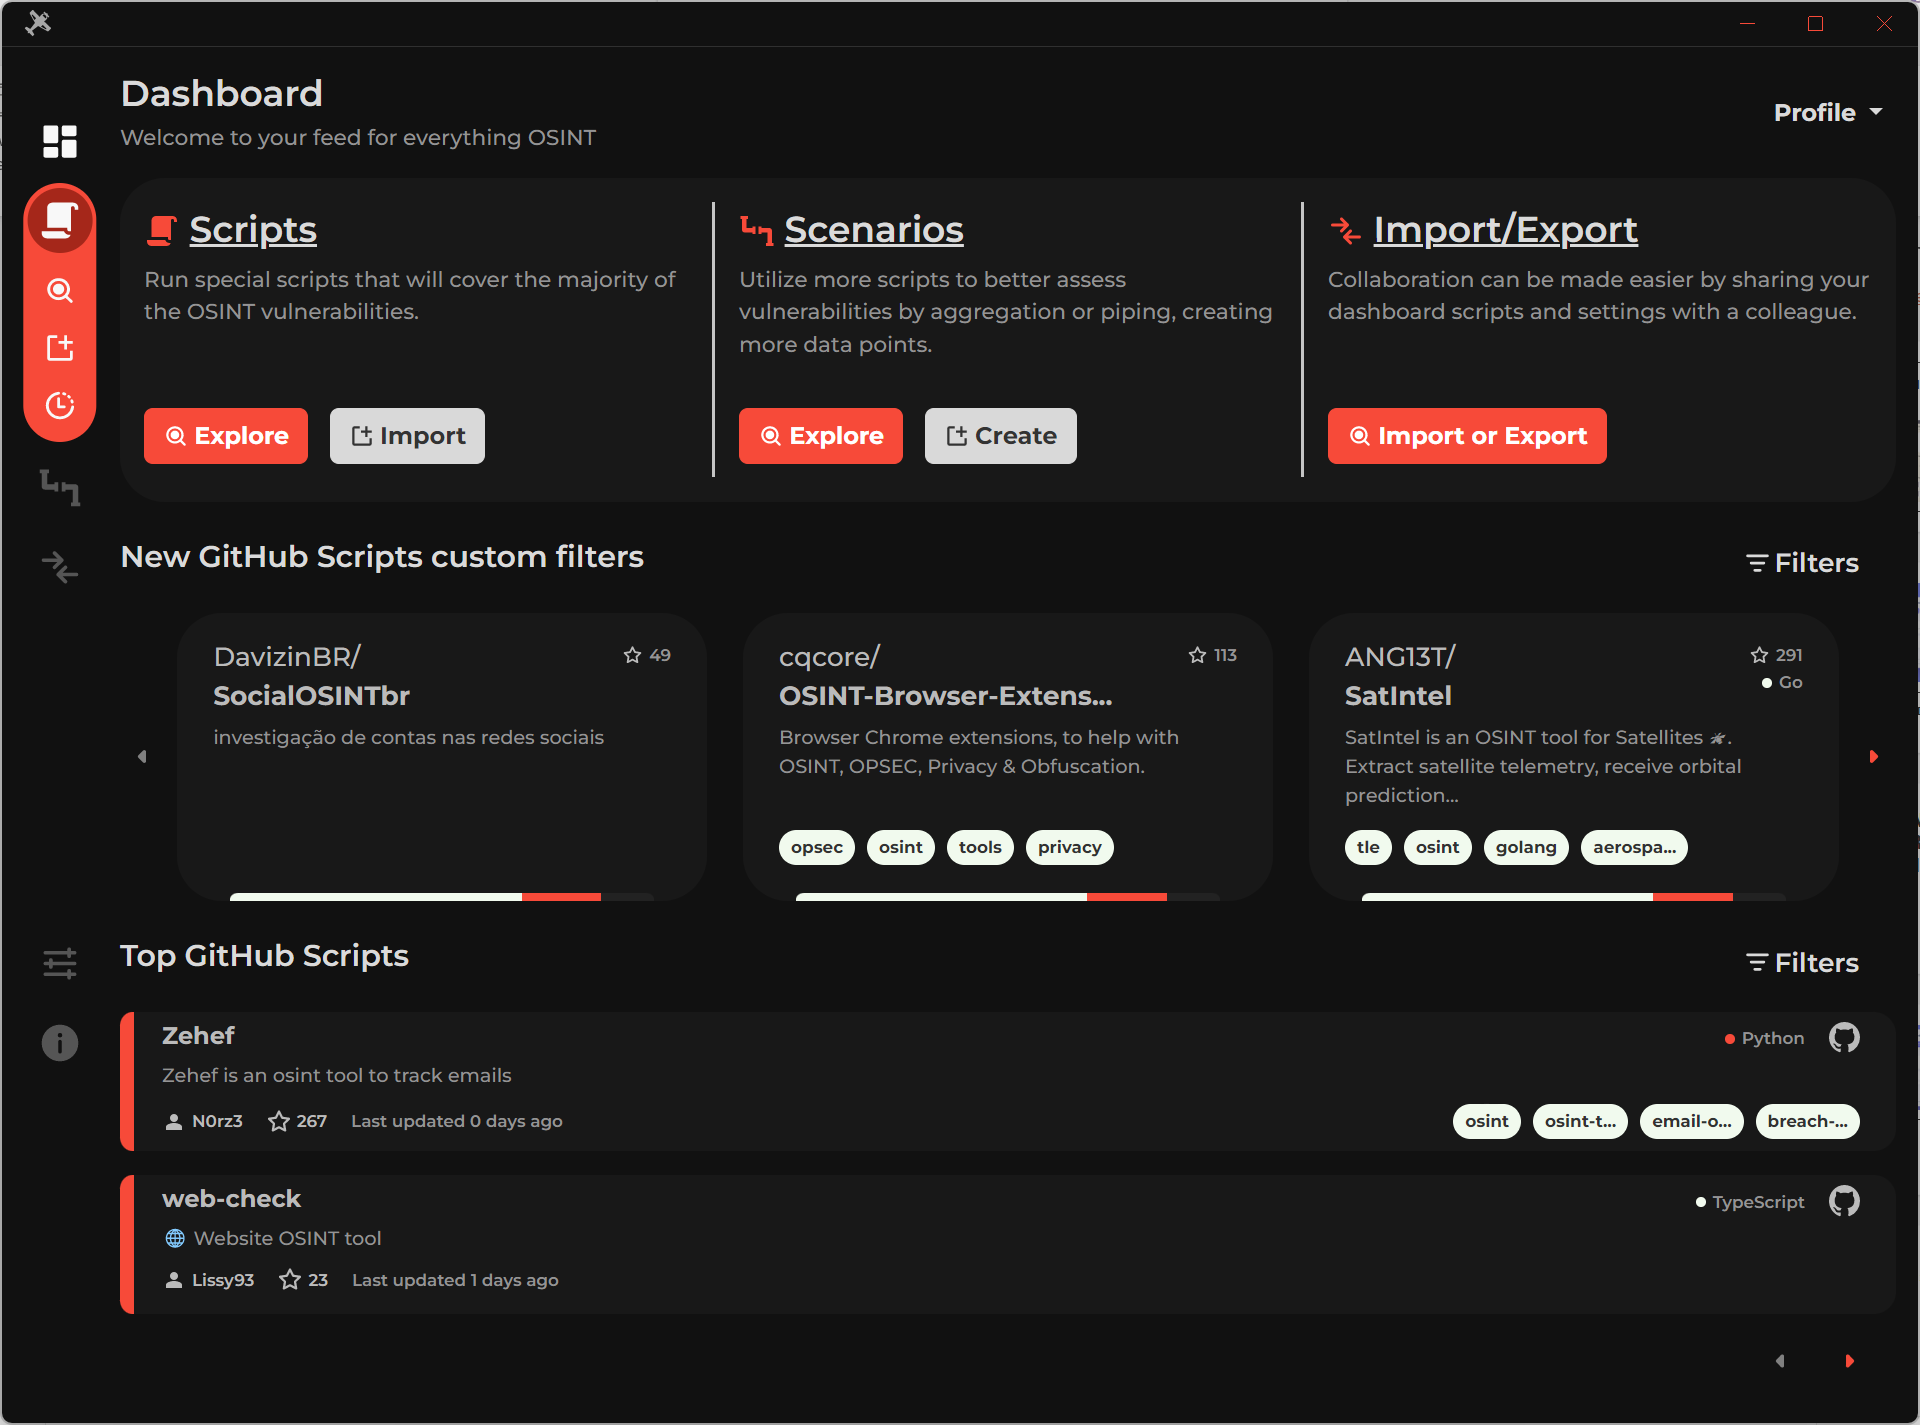 Dashboard
Welcome to your feed for everything OSINT
Profile
Scripts
Run special scripts that will cover the majority of
the OSINT vulnerabilities.
Explore
Import
Scenarios
Utilize more scripts to better assess
vulnerabilities by aggregation or piping, creating
more data points.
Explore
Create
Import/Export
Collaboration can be made easier by sharing your
dashboard scripts and settings with a colleague.
Import or Export
New GitHub Scripts custom filters
Filters
DavizinBR/
49
SocialOSINTbr
investigação de contas nas redes sociais
cqcore/
113
OSINT-Browser-Extens...
Browser Chrome extensions, to help with
OSINT, OPSEC, Privacy & Obfuscation.
opsec
osint
tools
privacy
ANG13T/
291
Go
SatIntel
SatIntel is an OSINT tool for Satellites 🛰.
Extract satellite telemetry, receive orbital
prediction...
tle
osint
golang
aerospa...
Top GitHub Scripts
Filters
Zehef
Python
Zehef is an osint tool to track emails
N0rz3 267 Last updated 0 days ago
osint
osint-t...
email-o...
breach-...
web-check
TypeScript
🌐 Website OSINT tool
Lissy93 23 Last updated 1 days ago